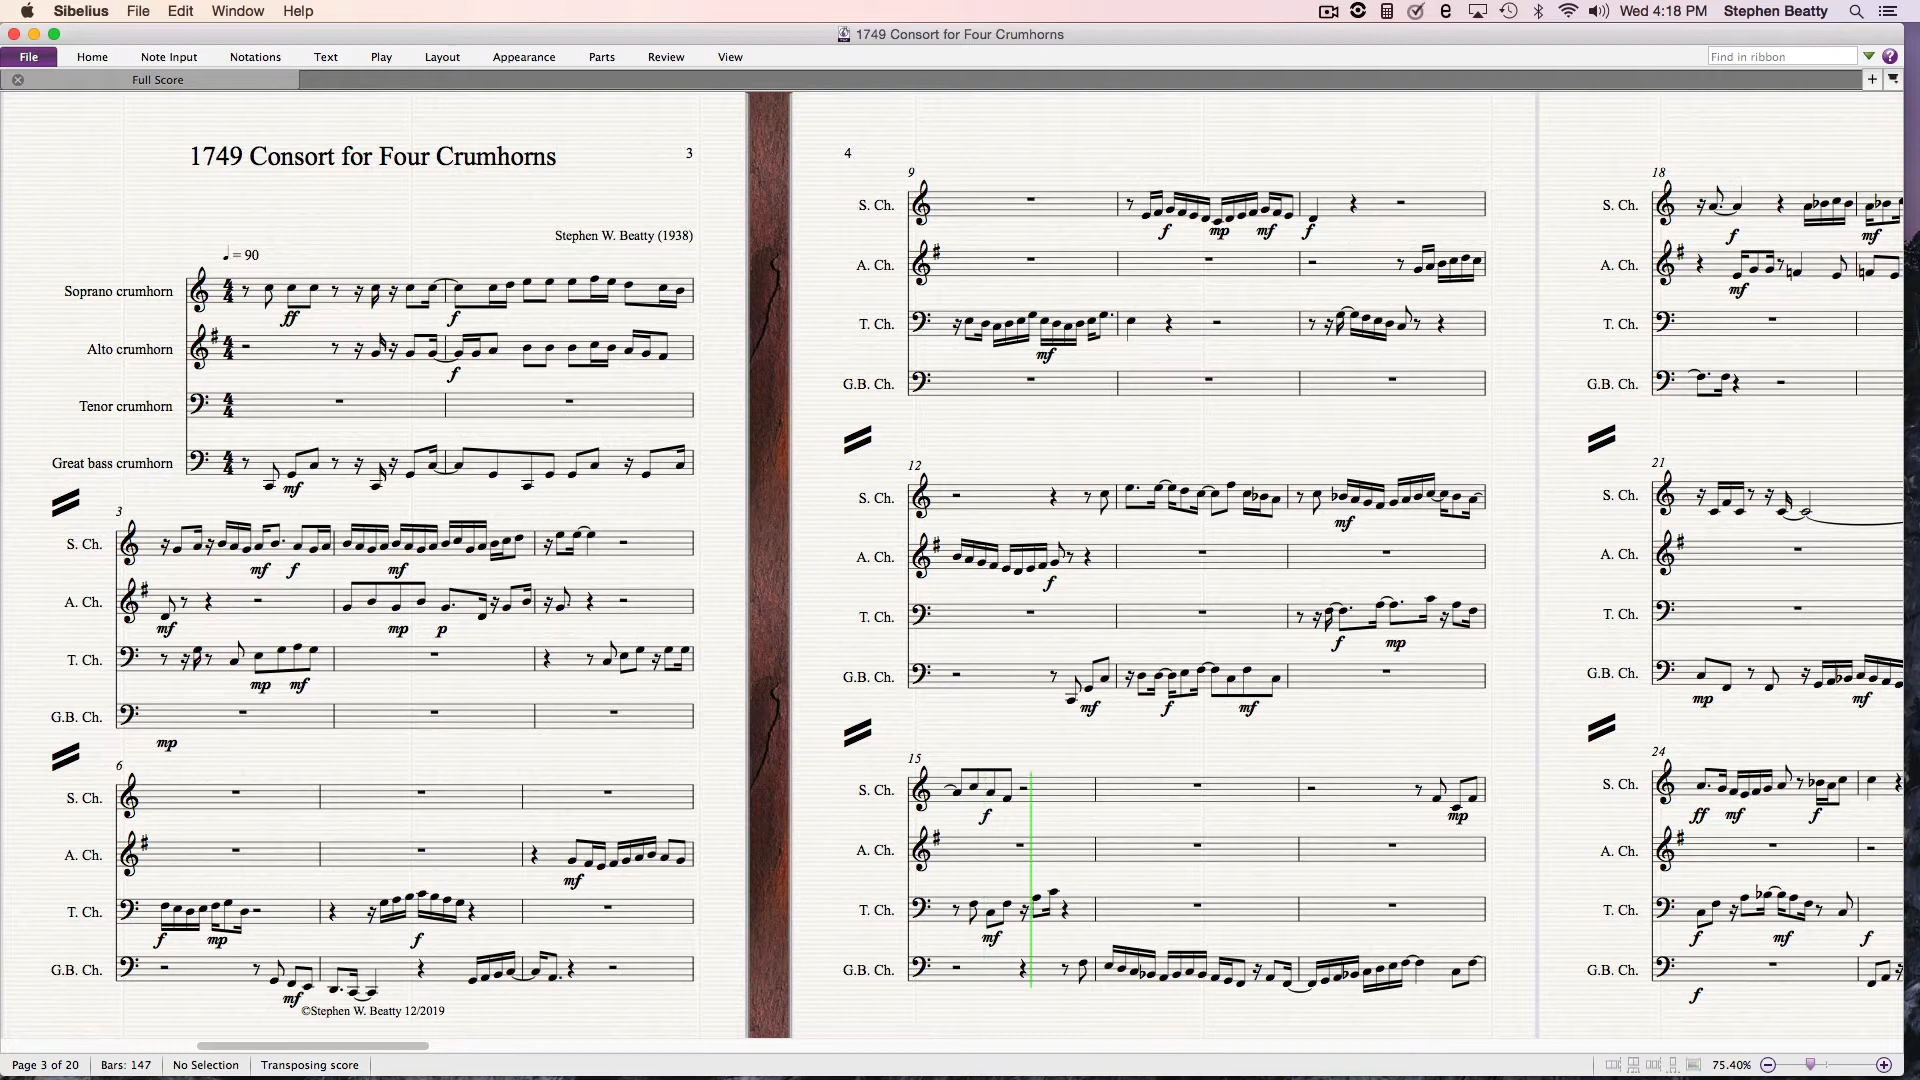 Sibelius File Edit Window Help Wed 4:18 PM Stephen Beatty
1749 Consort for Four Crumhorns
File Home Note Input Notations Text Play Layout Appearance Parts Review View Find in ribbon ?
Full Score +
1749 Consort for Four Crumhorns
3
Stephen W. Beatty (1938)
♩ = 90
Soprano crumhorn
ff f
Alto crumhorn
f
Tenor crumhorn
Great bass crumhorn
mf
3
S. Ch.
mf f mf
A. Ch.
mf mp p
T. Ch.
mp mf
G.B. Ch.
mp
6
S. Ch.
A. Ch.
mf
T. Ch.
f mp f
G.B. Ch.
mf
©Stephen W. Beatty 12/2019
4
9
S. Ch.
f mp mf f
A. Ch.
T. Ch.
mf
G.B. Ch.
12
S. Ch.
mf
A. Ch.
f
T. Ch.
f mp
G.B. Ch.
mf f mf
15
S. Ch.
f mp
A. Ch.
T. Ch.
mf
G.B. Ch.
18
S. Ch.
f mf
A. Ch.
mf
T. Ch.
G.B. Ch.
21
S. Ch.
A. Ch.
T. Ch.
G.B. Ch.
mp mf
24
S. Ch.
ff mf f
A. Ch.
T. Ch.
f mf f
G.B. Ch.
f
Page 3 of 20 Bars: 147 No Selection Transposing score 75.40%